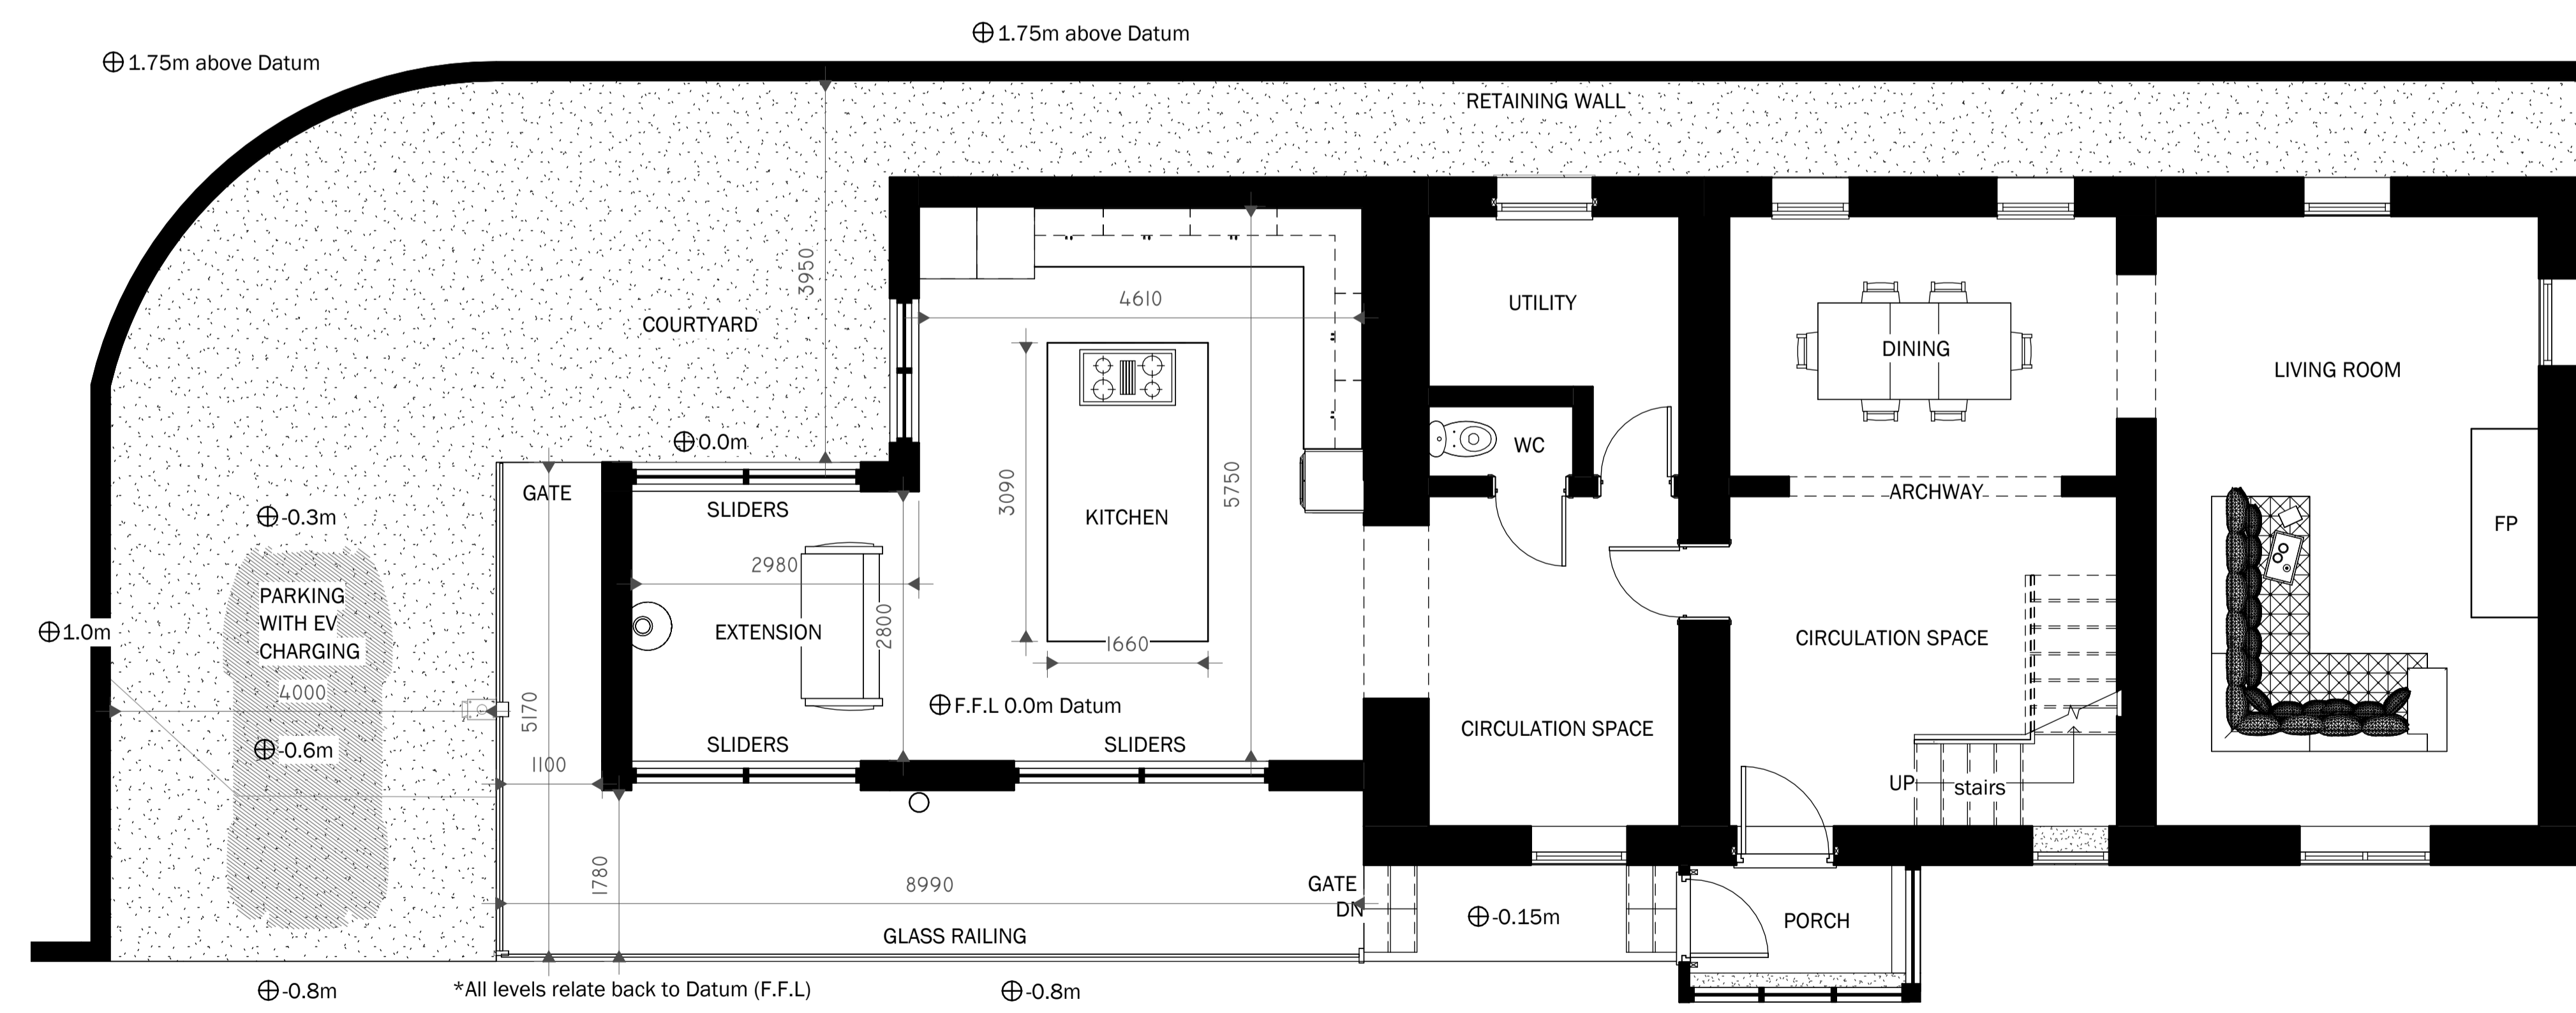 1.75m above Datum
1.75m above Datum
RETAINING WALL
3950
4610
UTILITY
COURTYARD
DINING
LIVING ROOM
0.0m
WC
GATE
3090
5750
ARCHWAY
SLIDERS
KITCHEN
-0.3m
FP
2980
PARKING
WITH EV
CHARGING
1.0m
EXTENSION
2800
1660
CIRCULATION SPACE
4000
5170
F.F.L 0.0m Datum
CIRCULATION SPACE
-0.6m
SLIDERS
SLIDERS
1100
UP
stairs
1780
8990
GATE
DN
-0.15m
PORCH
GLASS RAILING
-0.8m
*All levels relate back to Datum (F.F.L)
-0.8m